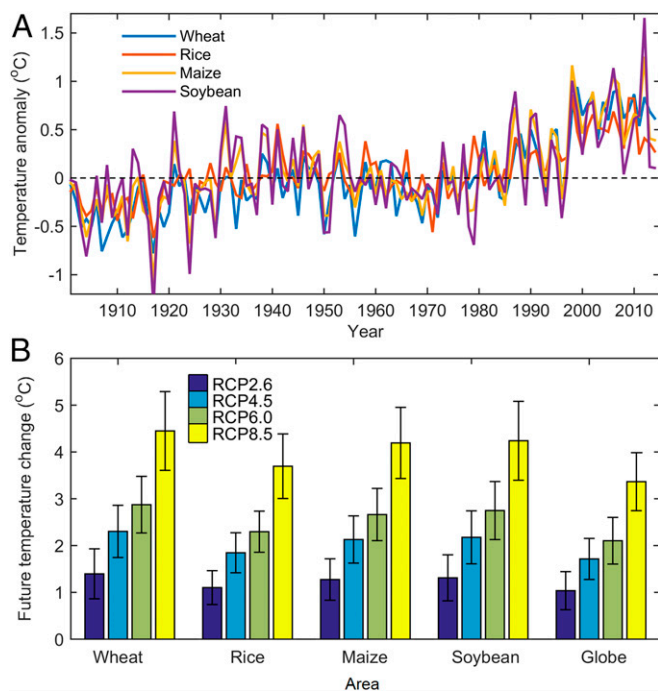 A
Temperature anomaly (°C)
1.5
1
0.5
0
-0.5
-1
Wheat
Rice
Maize
Soybean
1910 1920 1930 1940 1950 1960 1970 1980 1990 2000 2010
Year
B
Future temperature change (°C)
6
5
4
3
2
1
0
RCP2.6
RCP4.5
RCP6.0
RCP8.5
Wheat Rice Maize Soybean Globe
Area